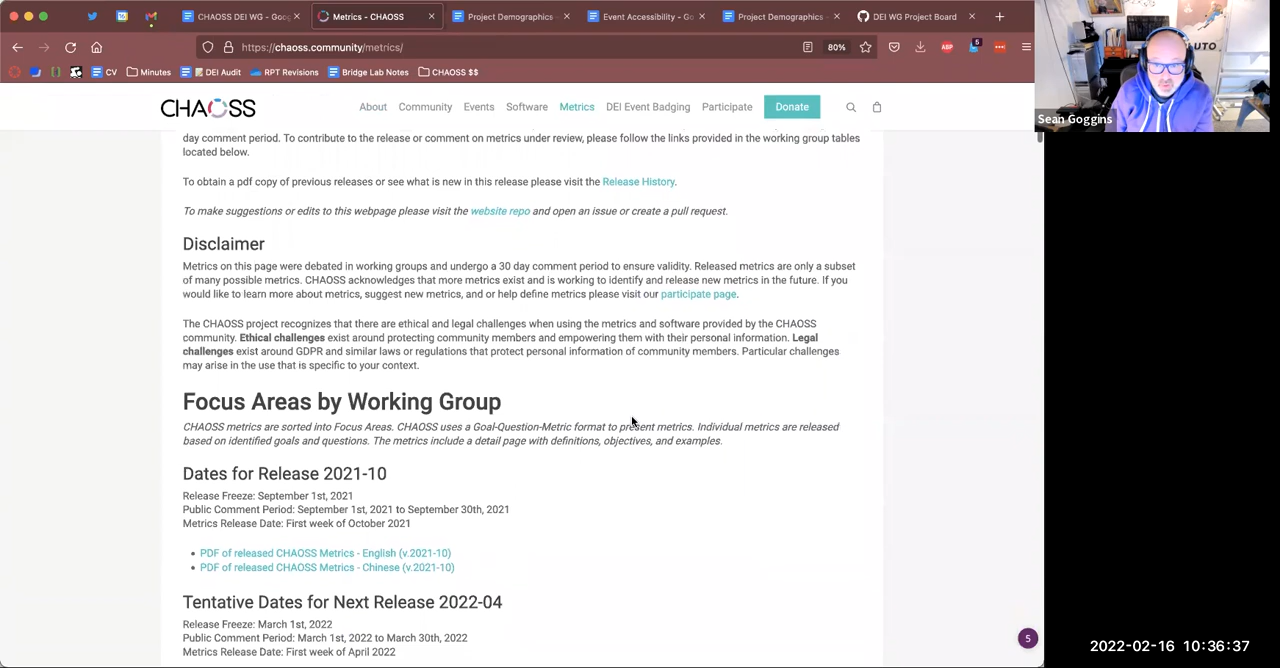 CHAOSS DEI WG - Goog
Metrics - CHAOSS
Project Demographics
Event Accessibility - Go
Project Demographics
DEI WG Project Board
https://chaoss.community/metrics/
80%
ABP
5
CV
Minutes
DEI Audit
RPT Revisions
Bridge Lab Notes
CHAOSS $$
CHAOSS
About
Community
Events
Software
Metrics
DEI Event Badging
Participate
Donate
day comment period. To contribute to the release or comment on metrics under review, please follow the links provided in the working group tables
located below.
To obtain a pdf copy of previous releases or see what is new in this release please visit the Release History.
To make suggestions or edits to this webpage please visit the website repo and open an issue or create a pull request.
Disclaimer
Metrics on this page were debated in working groups and undergo a 30 day comment period to ensure validity. Released metrics are only a subset
of many possible metrics. CHAOSS acknowledges that more metrics exist and is working to identify and release new metrics in the future. If you
would like to learn more about metrics, suggest new metrics, and or help define metrics please visit our participate page.
The CHAOSS project recognizes that there are ethical and legal challenges when using the metrics and software provided by the CHAOSS
community. Ethical challenges exist around protecting community members and empowering them with their personal information. Legal
challenges exist around GDPR and similar laws or regulations that protect personal information of community members. Particular challenges
may arise in the use that is specific to your context.
Focus Areas by Working Group
CHAOSS metrics are sorted into Focus Areas. CHAOSS uses a Goal-Question-Metric format to present metrics. Individual metrics are released
based on identified goals and questions. The metrics include a detail page with definitions, objectives, and examples.
Dates for Release 2021-10
Release Freeze: September 1st, 2021
Public Comment Period: September 1st, 2021 to September 30th, 2021
Metrics Release Date: First week of October 2021
• PDF of released CHAOSS Metrics - English (v.2021-10)
• PDF of released CHAOSS Metrics - Chinese (v.2021-10)
Tentative Dates for Next Release 2022-04
Release Freeze: March 1st, 2022
Public Comment Period: March 1st, 2022 to March 30th, 2022
Metrics Release Date: First week of April 2022
5
Sean Goggins
2022-02-16 10:36:37